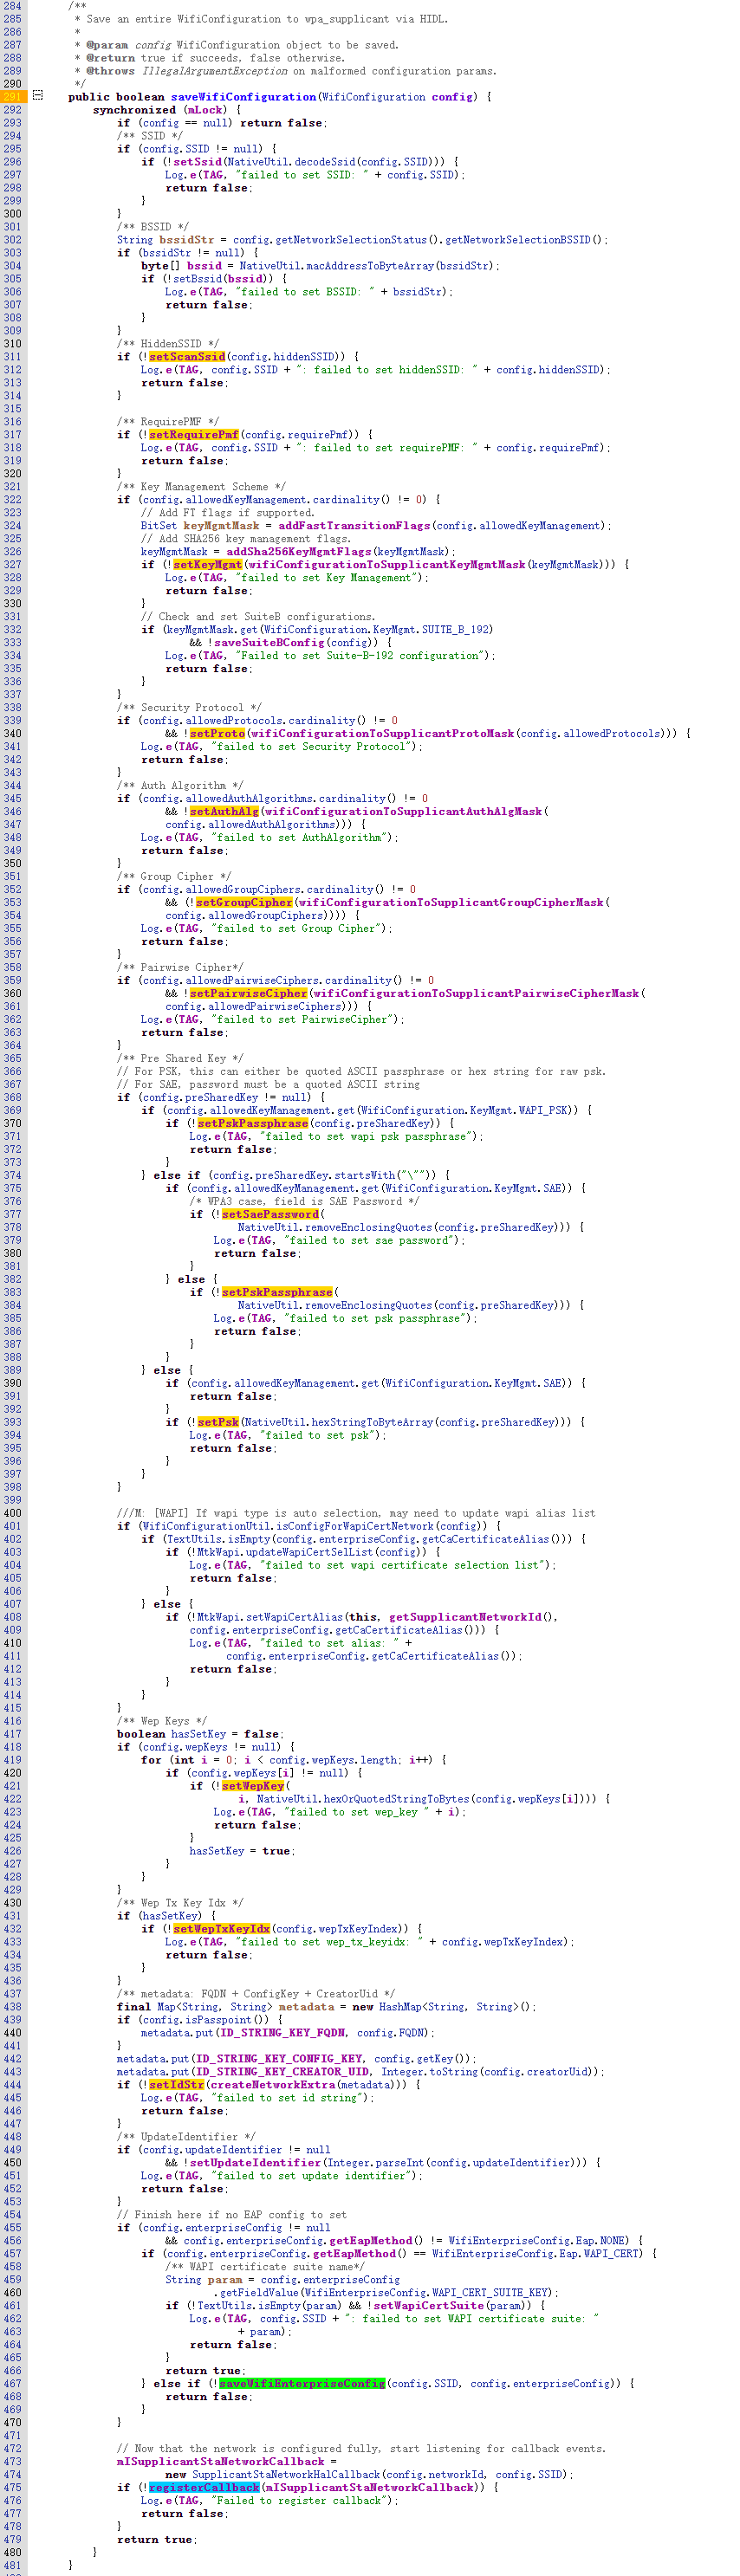 284 /**
285  * Save an entire WifiConfiguration to wpa_supplicant via HIDL.
286  *
287  * @param config WifiConfiguration object to be saved.
288  * @return true if succeeds, false otherwise.
289  * @throws IllegalArgumentException on malformed configuration params.
290  */
291 public boolean saveWifiConfiguration(WifiConfiguration config) {
292     synchronized (mLock) {
293         if (config == null) return false;
294         /** SSID */
295         if (config.SSID != null) {
296             if (!setSsid(NativeUtil.decodeSsid(config.SSID))) {
297                 Log.e(TAG, "failed to set SSID: " + config.SSID);
298                 return false;
299             }
300         }
301         /** BSSID */
302         String bssidStr = config.getNetworkSelectionStatus().getNetworkSelectionBSSID();
303         if (bssidStr != null) {
304             byte[] bssid = NativeUtil.macAddressToByteArray(bssidStr);
305             if (!setBssid(bssid)) {
306                 Log.e(TAG, "failed to set BSSID: " + bssidStr);
307                 return false;
308             }
309         }
310         /** HiddenSSID */
311         if (!setScanSsid(config.hiddenSSID)) {
312             Log.e(TAG, config.SSID + ": failed to set hiddenSSID: " + config.hiddenSSID);
313             return false;
314         }
315
316         /** RequirePMF */
317         if (!setRequirePmf(config.requirePmf)) {
318             Log.e(TAG, config.SSID + ": failed to set requirePMF: " + config.requirePmf);
319             return false;
320         }
321         /** Key Management Scheme */
322         if (config.allowedKeyManagement.cardinality() != 0) {
323             // Add FT flags if supported.
324             BitSet keyMgmtMask = addFastTransitionFlags(config.allowedKeyManagement);
325             // Add SHA256 key management flags.
326             keyMgmtMask = addSha256KeyMgmtFlags(keyMgmtMask);
327             if (!setKeyMgmt(wifiConfigurationToSupplicantKeyMgmtMask(keyMgmtMask))) {
328                 Log.e(TAG, "failed to set Key Management");
329                 return false;
330             }
331             // Check and set SuiteB configurations.
332             if (keyMgmtMask.get(WifiConfiguration.KeyMgmt.SUITE_B_192)
333                     && !saveSuiteBConfig(config)) {
334                 Log.e(TAG, "Failed to set Suite-B-192 configuration");
335                 return false;
336             }
337         }
338         /** Security Protocol */
339         if (config.allowedProtocols.cardinality() != 0
340                 && !setProto(wifiConfigurationToSupplicantProtoMask(config.allowedProtocols))) {
341             Log.e(TAG, "failed to set Security Protocol");
342             return false;
343         }
344         /** Auth Algorithm */
345         if (config.allowedAuthAlgorithms.cardinality() != 0
346                 && !setAuthAlg(wifiConfigurationToSupplicantAuthAlgMask(
347                 config.allowedAuthAlgorithms))) {
348             Log.e(TAG, "failed to set AuthAlgorithm");
349             return false;
350         }
351         /** Group Cipher */
352         if (config.allowedGroupCiphers.cardinality() != 0
353                 && (!setGroupCipher(wifiConfigurationToSupplicantGroupCipherMask(
354                 config.allowedGroupCiphers)))) {
355             Log.e(TAG, "failed to set Group Cipher");
356             return false;
357         }
358         /** Pairwise Cipher*/
359         if (config.allowedPairwiseCiphers.cardinality() != 0
360                 && !setPairwiseCipher(wifiConfigurationToSupplicantPairwiseCipherMask(
361                 config.allowedPairwiseCiphers))) {
362             Log.e(TAG, "failed to set PairwiseCipher");
363             return false;
364         }
365         /** Pre Shared Key */
366         // For PSK, this can either be quoted ASCII passphrase or hex string for raw psk.
367         // For SAE, password must be a quoted ASCII string
368         if (config.preSharedKey != null) {
369             if (config.allowedKeyManagement.get(WifiConfiguration.KeyMgmt.WAPI_PSK)) {
370                 if (!setPskPassphrase(config.preSharedKey)) {
371                     Log.e(TAG, "failed to set wapi psk passphrase");
372                     return false;
373                 }
374             } else if (config.preSharedKey.startsWith("\"")) {
375                 if (config.allowedKeyManagement.get(WifiConfiguration.KeyMgmt.SAE)) {
376                     /* WPA3 case, field is SAE Password */
377                     if (!setSaePassword(
378                             NativeUtil.removeEnclosingQuotes(config.preSharedKey))) {
379                         Log.e(TAG, "failed to set sae password");
380                         return false;
381                     }
382                 } else {
383                     if (!setPskPassphrase(
384                             NativeUtil.removeEnclosingQuotes(config.preSharedKey))) {
385                         Log.e(TAG, "failed to set psk passphrase");
386                         return false;
387                     }
388                 }
389             } else {
390                 if (config.allowedKeyManagement.get(WifiConfiguration.KeyMgmt.SAE)) {
391                     return false;
392                 }
393                 if (!setPsk(NativeUtil.hexStringToByteArray(config.preSharedKey))) {
394                     Log.e(TAG, "failed to set psk");
395                     return false;
396                 }
397             }
398         }
399
400         ///M: [WAPI] If wapi type is auto selection, may need to update wapi alias list
401         if (WifiConfigurationUtil.isConfigForWapiCertNetwork(config)) {
402             if (TextUtils.isEmpty(config.enterpriseConfig.getCaCertificateAlias())) {
403                 if (!MtkWapi.updateWapiCertSelList(config)) {
404                     Log.e(TAG, "failed to set wapi certificate selection list");
405                     return false;
406                 }
407             } else {
408                 if (!MtkWapi.setWapiCertAlias(this, getSupplicantNetworkId(),
409                     config.enterpriseConfig.getCaCertificateAlias())) {
410                     Log.e(TAG, "failed to set alias: " +
411                           config.enterpriseConfig.getCaCertificateAlias());
412                     return false;
413                 }
414             }
415         }
416         /** Wep Keys */
417         boolean hasSetKey = false;
418         if (config.wepKeys != null) {
419             for (int i = 0; i < config.wepKeys.length; i++) {
420                 if (config.wepKeys[i] != null) {
421                     if (!setWepKey(
422                             i, NativeUtil.hexOrQuotedStringToBytes(config.wepKeys[i]))) {
423                         Log.e(TAG, "failed to set wep_key " + i);
424                         return false;
425                     }
426                     hasSetKey = true;
427                 }
428             }
429         }
430         /** Wep Tx Key Idx */
431         if (hasSetKey) {
432             if (!setWepTxKeyIdx(config.wepTxKeyIndex)) {
433                 Log.e(TAG, "failed to set wep_tx_keyidx: " + config.wepTxKeyIndex);
434                 return false;
435             }
436         }
437         /** metadata: FQDN + ConfigKey + CreatorUid */
438         final Map<String, String> metadata = new HashMap<String, String>();
439         if (config.isPasspoint()) {
440             metadata.put(ID_STRING_KEY_FQDN, config.FQDN);
441         }
442         metadata.put(ID_STRING_KEY_CONFIG_KEY, config.getKey());
443         metadata.put(ID_STRING_KEY_CREATOR_UID, Integer.toString(config.creatorUid));
444         if (!setIdStr(createNetworkExtra(metadata))) {
445             Log.e(TAG, "failed to set id string");
446             return false;
447         }
448         /** UpdateIdentifier */
449         if (config.updateIdentifier != null
450                 && !setUpdateIdentifier(Integer.parseInt(config.updateIdentifier))) {
451             Log.e(TAG, "failed to set update identifier");
452             return false;
453         }
454         // Finish here if no EAP config to set
455         if (config.enterpriseConfig != null
456                 && config.enterpriseConfig.getEapMethod() != WifiEnterpriseConfig.Eap.NONE) {
457             if (config.enterpriseConfig.getEapMethod() == WifiEnterpriseConfig.Eap.WAPI_CERT) {
458                 /** WAPI certificate suite name*/
459                 String param = config.enterpriseConfig
460                         .getFieldValue(WifiEnterpriseConfig.WAPI_CERT_SUITE_KEY);
461                 if (!TextUtils.isEmpty(param) && !setWapiCertSuite(param)) {
462                     Log.e(TAG, config.SSID + ": failed to set WAPI certificate suite: "
463                             + param);
464                     return false;
465                 }
466                 return true;
467             } else if (!saveWifiEnterpriseConfig(config.SSID, config.enterpriseConfig)) {
468                 return false;
469             }
470         }
471
472         // Now that the network is configured fully, start listening for callback events.
473         mISupplicantStaNetworkCallback =
474                 new SupplicantStaNetworkHalCallback(config.networkId, config.SSID);
475         if (!registerCallback(mISupplicantStaNetworkCallback)) {
476             Log.e(TAG, "Failed to register callback");
477             return false;
478         }
479         return true;
480     }
481 }